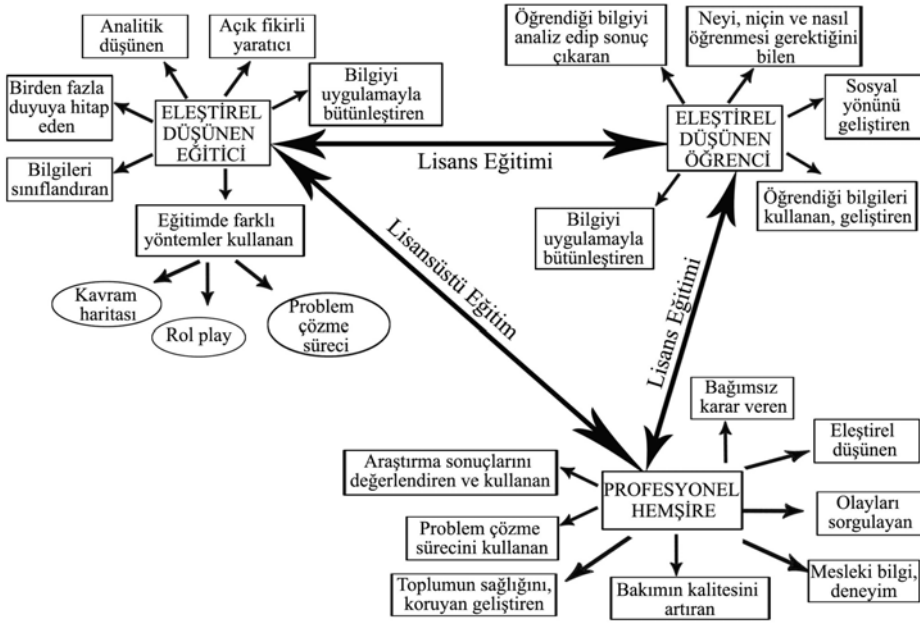 Analitik
düşünen
Açık fikirli
yaratıcı
Birden fazla
duyuya hitap
eden
ELEŞTİREL
DÜŞÜNEN
EĞİTİCİ
Bilgiyi
uygulamayla
bütünleştiren
Bilgileri
sınıflandıran
Eğitimde farklı
yöntemler kullanan
Kavram
haritası
Rol play
Problem
çözme
süreci
Lisans Eğitimi
Öğrendiği bilgiyi
analiz edip sonuç
çıkaran
Neyi, niçin ve nasıl
öğrenmesi gerektiğini
bilen
ELEŞTİREL
DÜŞÜNEN
ÖĞRENCİ
Sosyal
yönünü
geliştiren
Bilgiyi
uygulamayla
bütünleştiren
Öğrendiği bilgileri
kullanan, geliştiren
Lisansüstü Eğitim
Lisans Eğitimi
Bağımsız
karar veren
Araştırma sonuçlarını
değerlendiren ve kullanan
PROFESYONEL
HEMŞİRE
Eleştirel
düşünen
Problem çözme
sürecini kullanan
Olayları
sorgulayan
Toplumun sağlığını,
koruyan geliştiren
Bakımın kalitesini
artıran
Mesleki bilgi,
deneyim